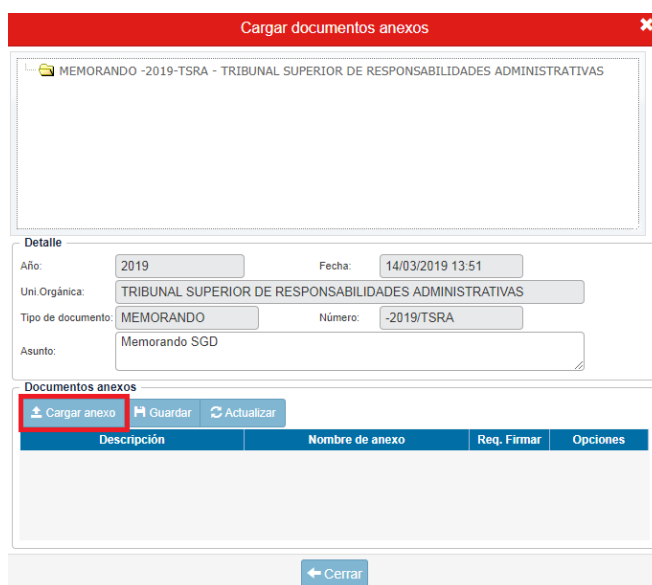 Cargar documentos anexos
MEMORANDO -2019-TSRA - TRIBUNAL SUPERIOR DE RESPONSABILIDADES ADMINISTRATIVAS
Detalle
Año: 2019 Fecha: 14/03/2019 13:51
Uni.Orgánica: TRIBUNAL SUPERIOR DE RESPONSABILIDADES ADMINISTRATIVAS
Tipo de documento: MEMORANDO Número: -2019/TSRA
Asunto: Memorando SGD
Documentos anexos
Cargar anexo Guardar Actualizar
Descripción Nombre de anexo Req. Firmar Opciones
Cerrar